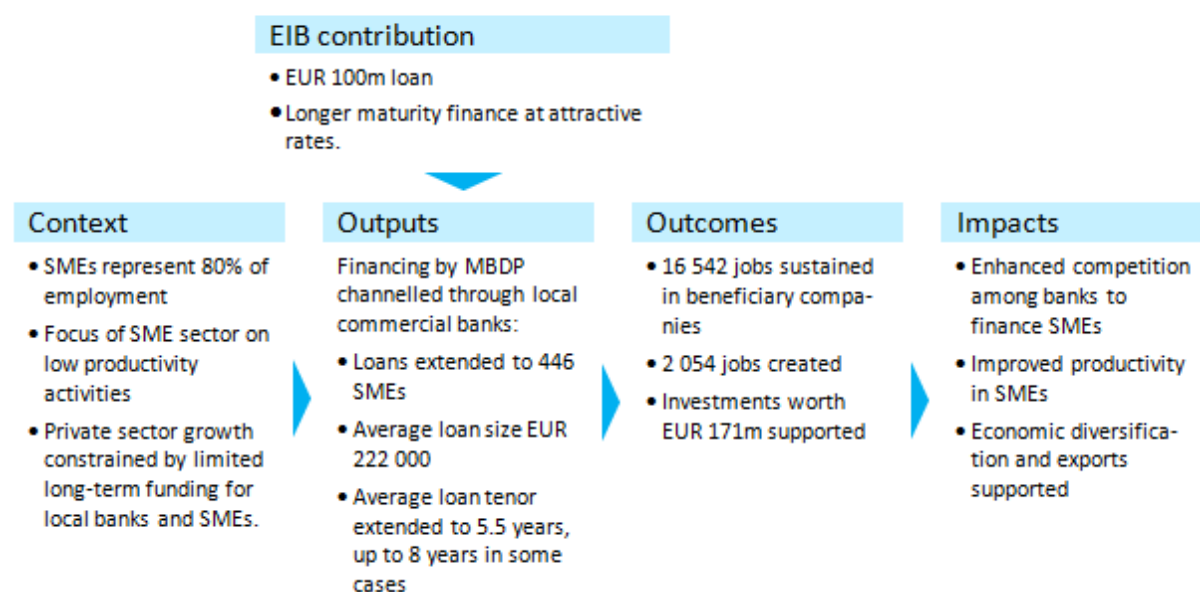 EIB contribution
• EUR 100m loan
• Longer maturity finance at attractive
rates.
Context
• SMEs represent 80% of
employment
• Focus of SME sector on
low productivity
activities
• Private sector growth
constrained by limited
long-term funding for
local banks and SMEs.
Outputs
Financing by MBDP
channelled through local
commercial banks:
• Loans extended to 446
SMEs
• Average loan size EUR
222 000
• Average loan tenor
extended to 5.5 years,
up to 8 years in some
cases
Outcomes
• 16 542 jobs sustained
in beneficiary compa-
nies
• 2 054 jobs created
• Investments worth
EUR 171m supported
Impacts
• Enhanced competition
among banks to
finance SMEs
• Improved productivity
in SMEs
• Economic diversifica-
tion and exports
supported